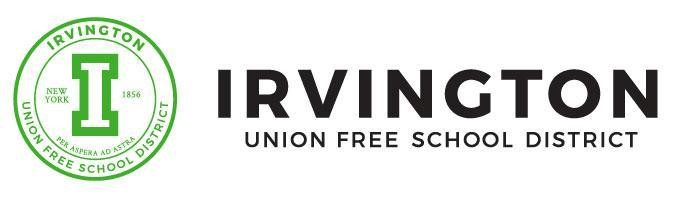 IRVINGTON
NEW
YORK
I
1856
PER ASPERA AD ASTRA
UNION FREE SCHOOL DISTRICT
IRVINGTON
UNION FREE SCHOOL DISTRICT